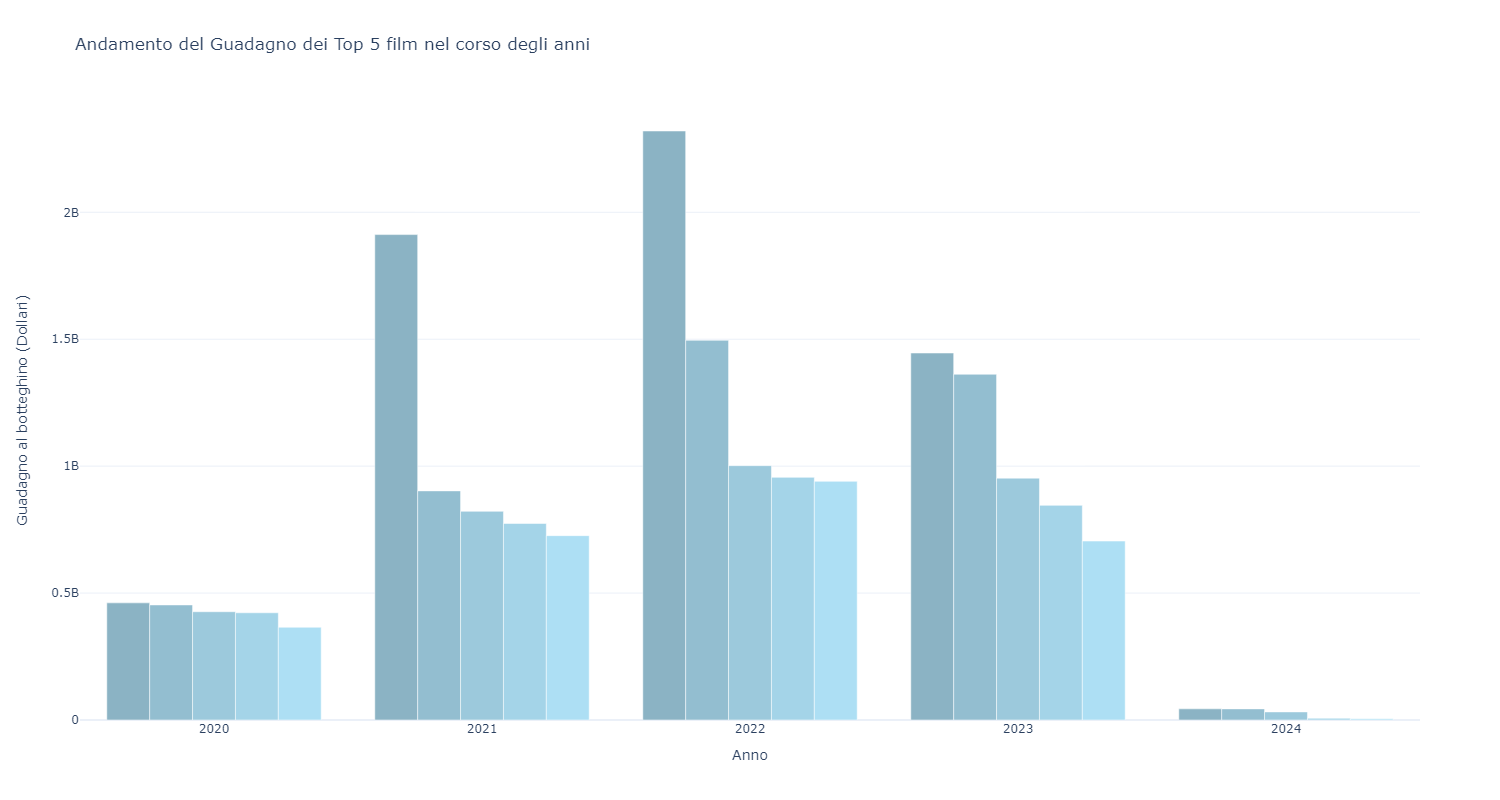 Andamento del Guadagno dei Top 5 film nel corso degli anni
Guadagno al botteghino (Dollari)
2B
1.5B
1B
0.5B
0
2020
2021
2022
2023
2024
Anno